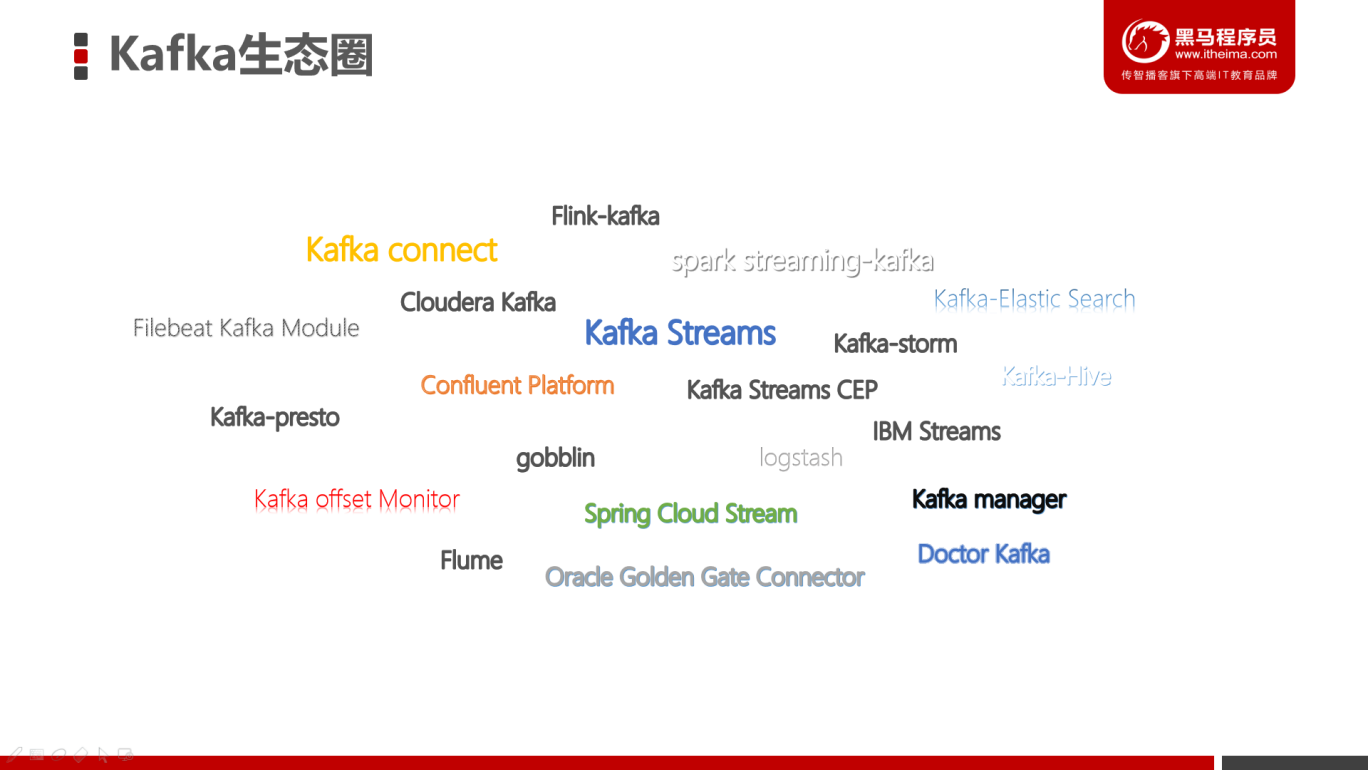 Kafka生态圈
黑马程序员
www.itheima.com
传智播客旗下高端IT教育品牌
Flink-kafka
Kafka connect
spark streaming-kafka
Cloudera Kafka
Kafka-Elastic Search
Filebeat Kafka Module
Kafka Streams
Kafka-storm
Confluent Platform
Kafka Streams CEP
Kafka-Hive
Kafka-presto
IBM Streams
gobblin
logstash
Kafka offset Monitor
Spring Cloud Stream
Kafka manager
Flume
Oracle Golden Gate Connector
Doctor Kafka